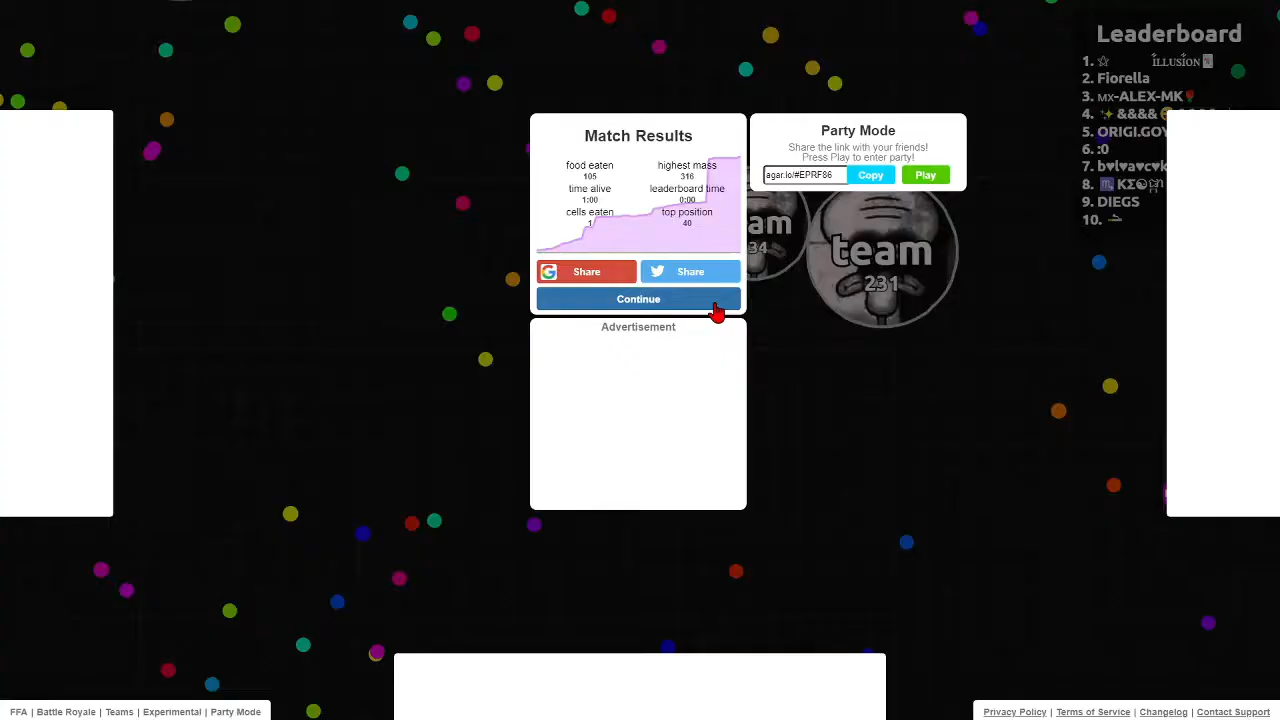 Leaderboard
1. ☆ ILLUSION
2. Fiorella
3. ᴍx-ALEX-MK🌹
4. ✨ &&&&
5. ORIGI.GOY
6. :0
7. b♥l♥a♥c♥k
8. ♏ KΣ☯
9. DIEGS
10.
Match Results
food eaten
105
highest mass
316
time alive
1:00
leaderboard time
0:00
cells eaten
1
top position
40
Share
Share
Continue
Advertisement
Party Mode
Share the link with your friends!
Press Play to enter party!
agar.io/#EPRF86
Copy
Play
am
34
team
231
FFA | Battle Royale | Teams | Experimental | Party Mode
Privacy Policy | Terms of Service | Changelog | Contact Support